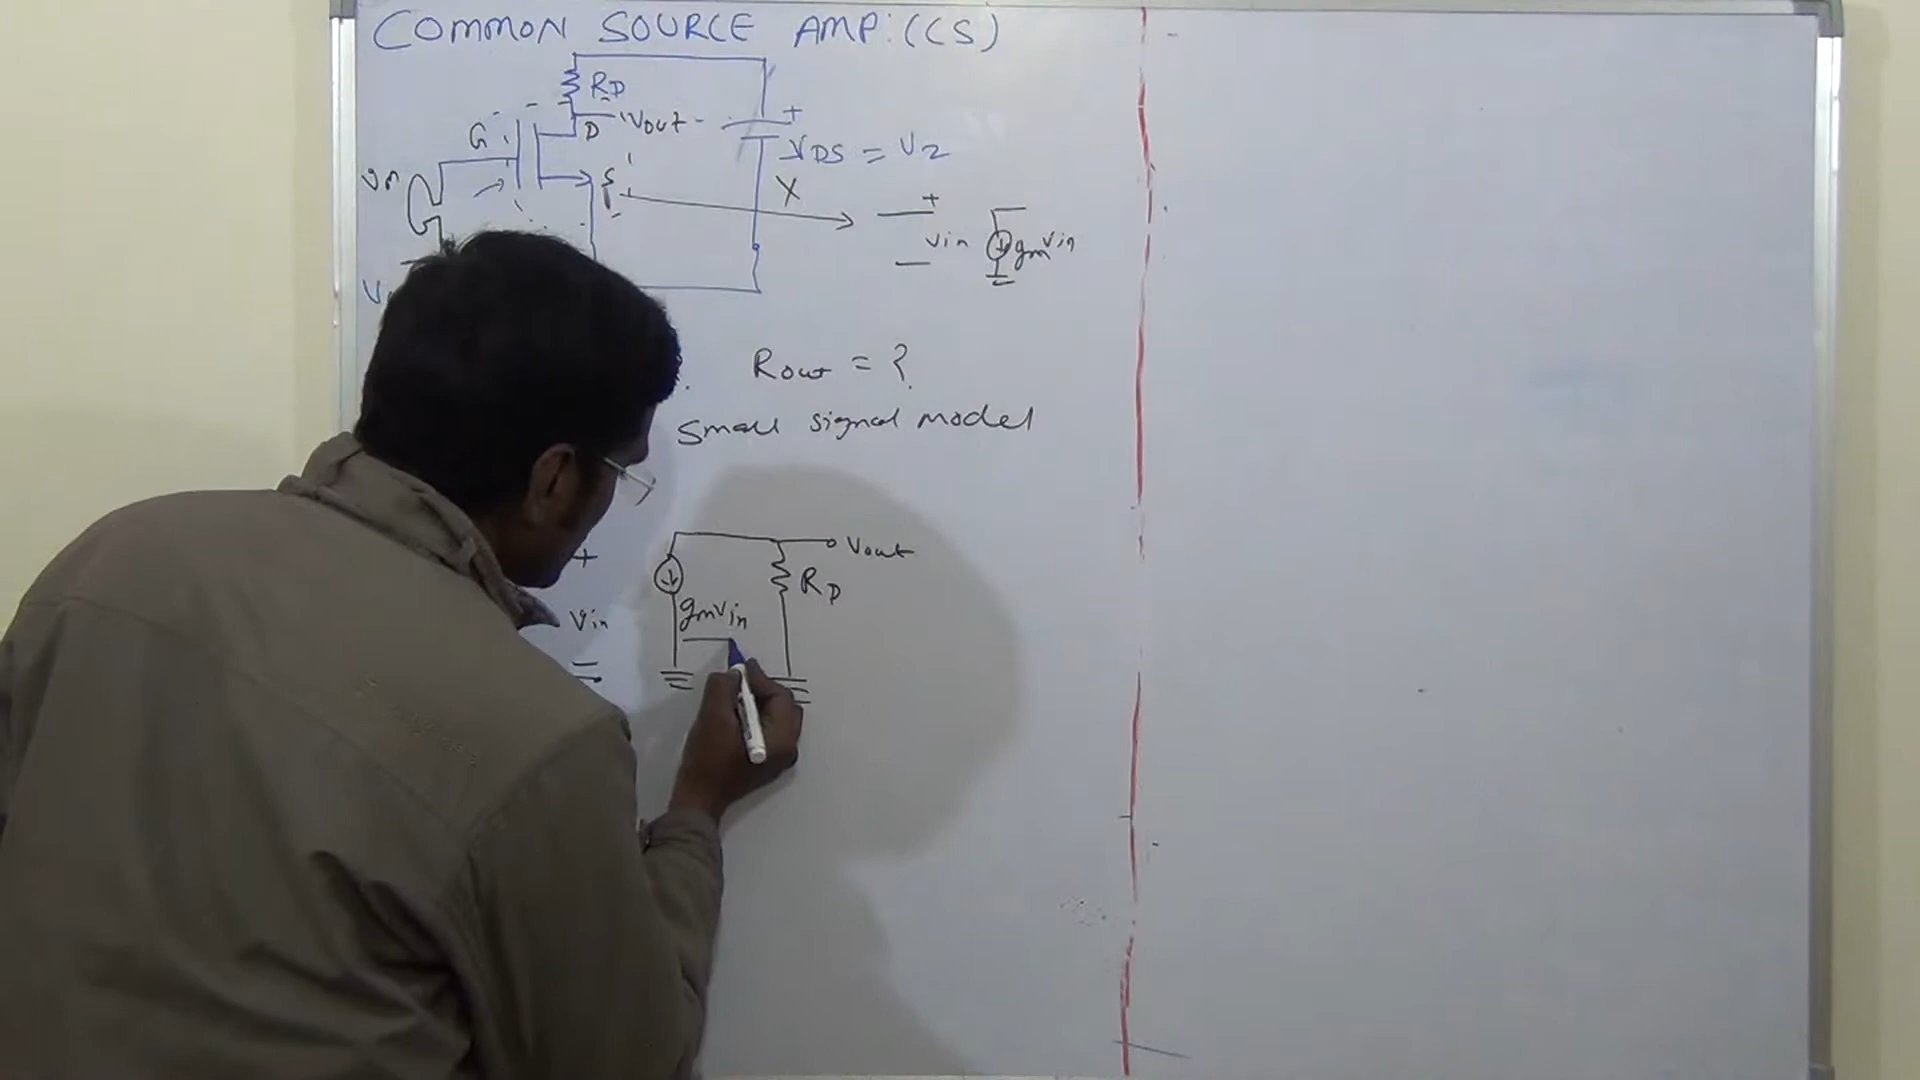 COMMON SOURCE AMP: (CS)
RD
G D Vout
Vin
VDS = V2
S
X
+
Vin gmVin
Rout = ?
Small signal model
+
Vout
RD
gmVin
Vin